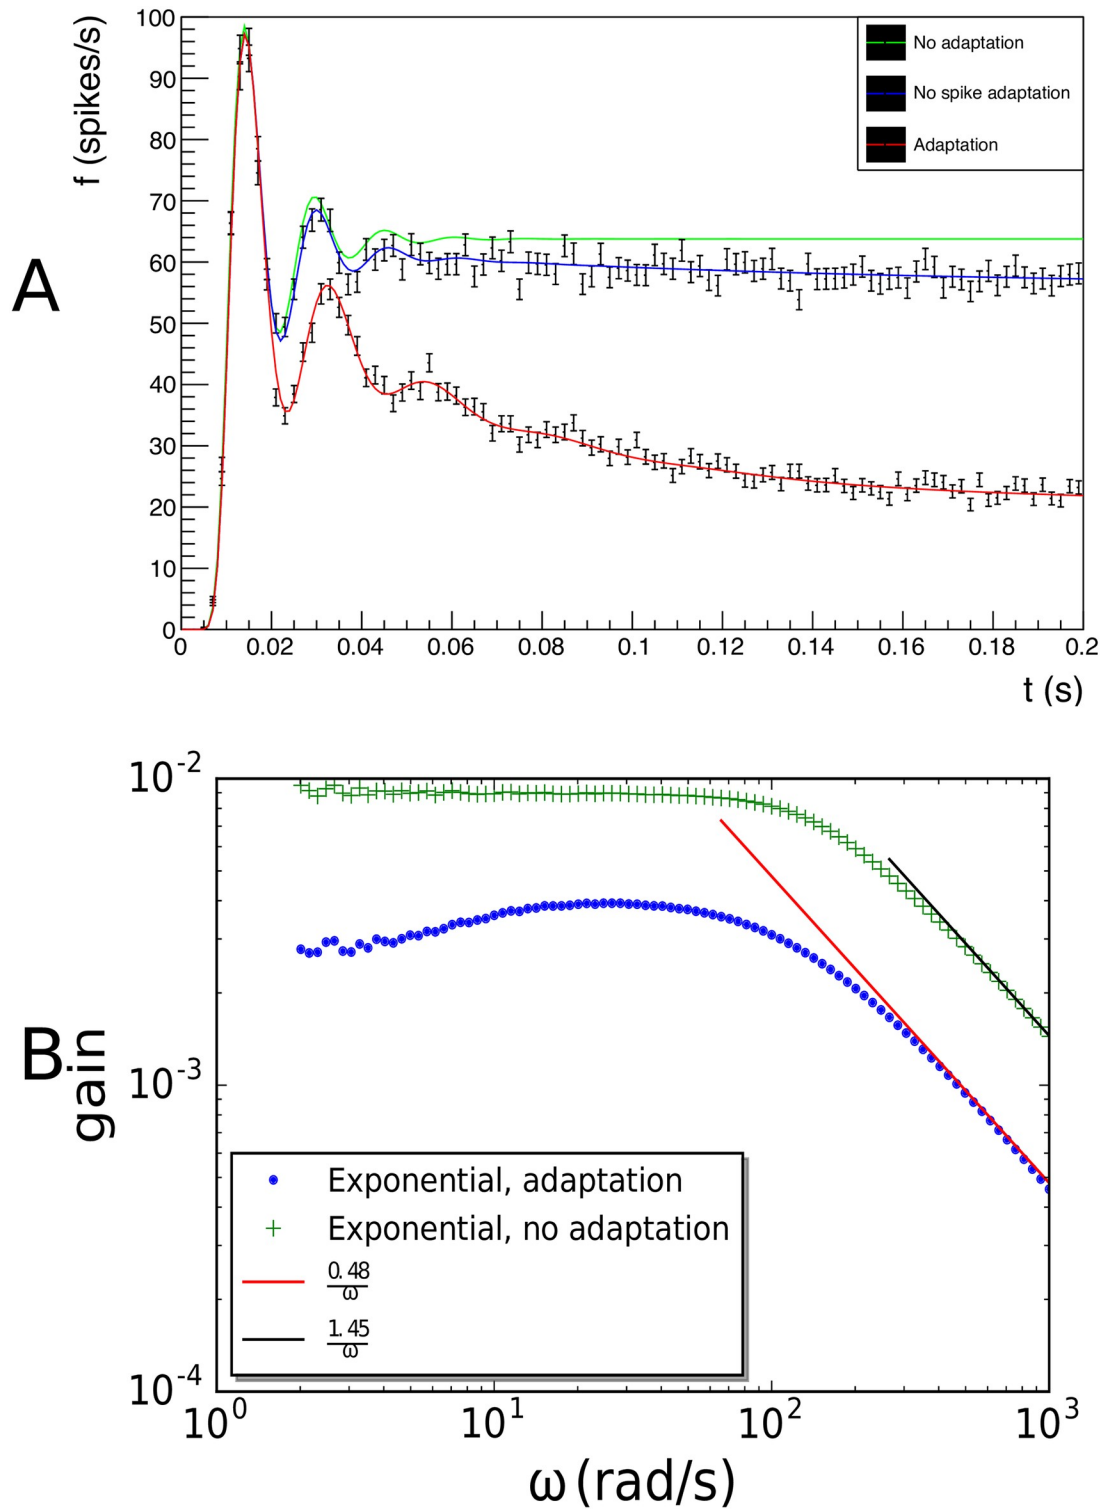 A
f (spikes/s)
100
90
80
70
60
50
40
30
20
10
0
0 0.02 0.04 0.06 0.08 0.1 0.12 0.14 0.16 0.18 0.2
t (s)
No adaptation
No spike adaptation
Adaptation
B
gain
10⁻²
10⁻³
10⁻⁴
10⁰ 10¹ 10² 10³
ω (rad/s)
Exponential, adaptation
Exponential, no adaptation
0.48/ω
1.45/ω